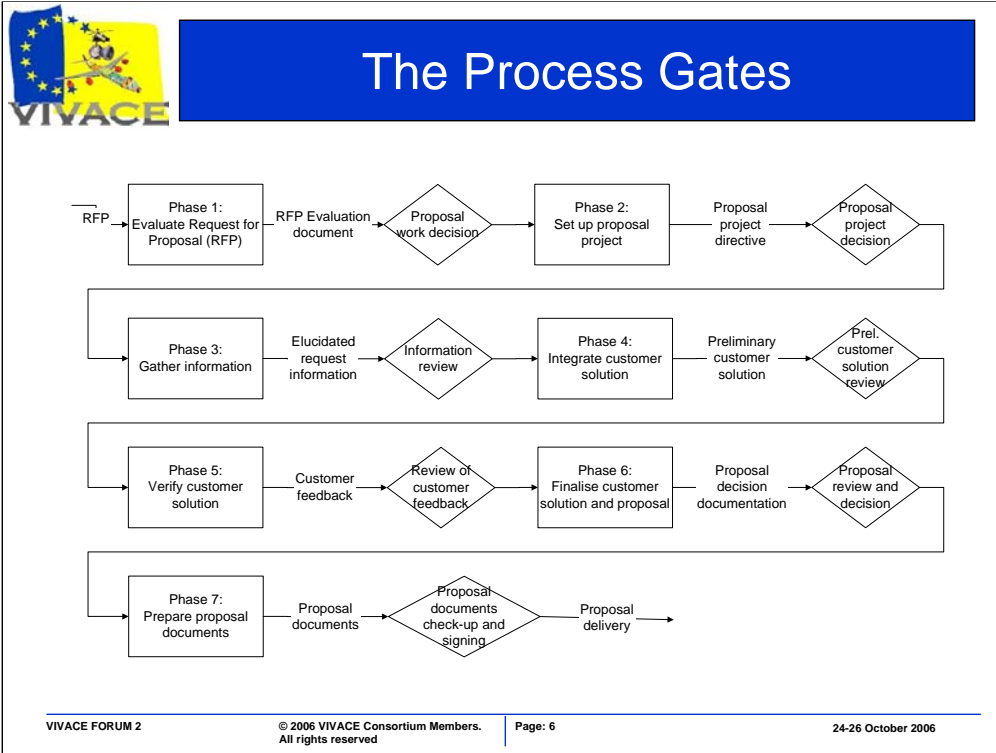 VIVACE
The Process Gates
RFP
Phase 1:
Evaluate Request for
Proposal (RFP)
RFP Evaluation
document
Proposal
work decision
Phase 2:
Set up proposal
project
Proposal
project
directive
Proposal
project
decision
Phase 3:
Gather information
Elucidated
request
information
Information
review
Phase 4:
Integrate customer
solution
Preliminary
customer
solution
Prel.
customer
solution
review
Phase 5:
Verify customer
solution
Customer
feedback
Review of
customer
feedback
Phase 6:
Finalise customer
solution and proposal
Proposal
decision
documentation
Proposal
review and
decision
Phase 7:
Prepare proposal
documents
Proposal
documents
Proposal
documents
check-up and
signing
Proposal
delivery
VIVACE FORUM 2
© 2006 VIVACE Consortium Members.
All rights reserved
Page: 6
24-26 October 2006